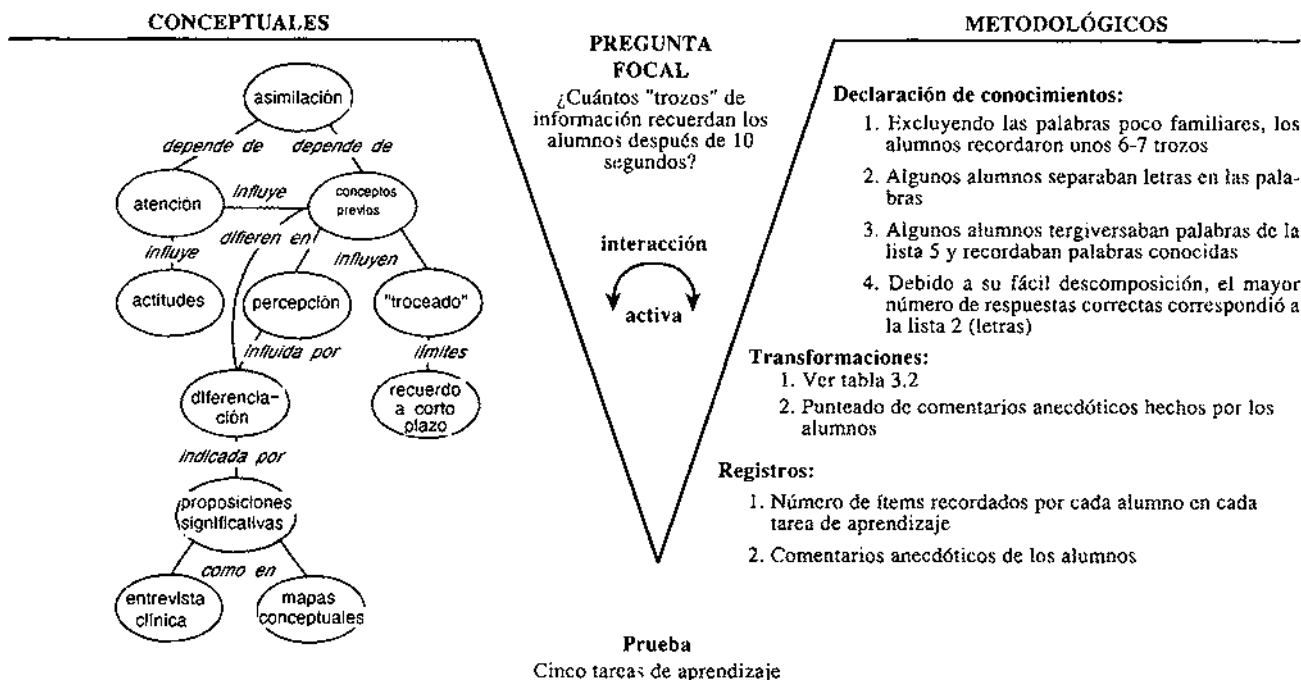 CONCEPTUALES
asimilación
depende de
depende de
atención
influye
conceptos
previos
difieren en
influye
influyen
actitudes
percepción
"troceado"
influida por
límites
diferencia-
ción
recuerdo
a corto
plazo
indicada por
proposiciones
significativas
como en
entrevista
clínica
mapas
conceptuales
PREGUNTA
FOCAL
¿Cuántos "trozos" de
información recuerdan los
alumnos después de 10
segundos?
interacción
activa
METODOLÓGICOS
Declaración de conocimientos:
1. Excluyendo las palabras poco familiares, los
alumnos recordaron unos 6-7 trozos
2. Algunos alumnos separaban letras en las pala-
bras
3. Algunos alumnos tergiversaban palabras de la
lista 5 y recordaban palabras conocidas
4. Debido a su fácil descomposición, el mayor
número de respuestas correctas correspondió a
la lista 2 (letras)
Transformaciones:
1. Ver tabla 3.2
2. Punteado de comentarios anecdóticos hechos por los
alumnos
Registros:
1. Número de ítems recordados por cada alumno en cada
tarea de aprendizaje
2. Comentarios anecdóticos de los alumnos
Prueba
Cinco tareas de aprendizaje